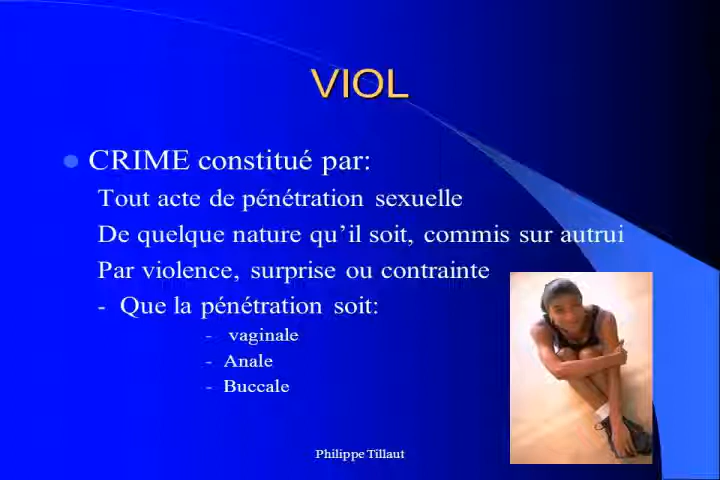 VIOL
CRIME constitué par:
Tout acte de pénétration sexuelle
De quelque nature qu’il soit, commis sur autrui
Par violence, surprise ou contrainte
- Que la pénétration soit:
- vaginale
- Anale
- Buccale
Philippe Tillaut